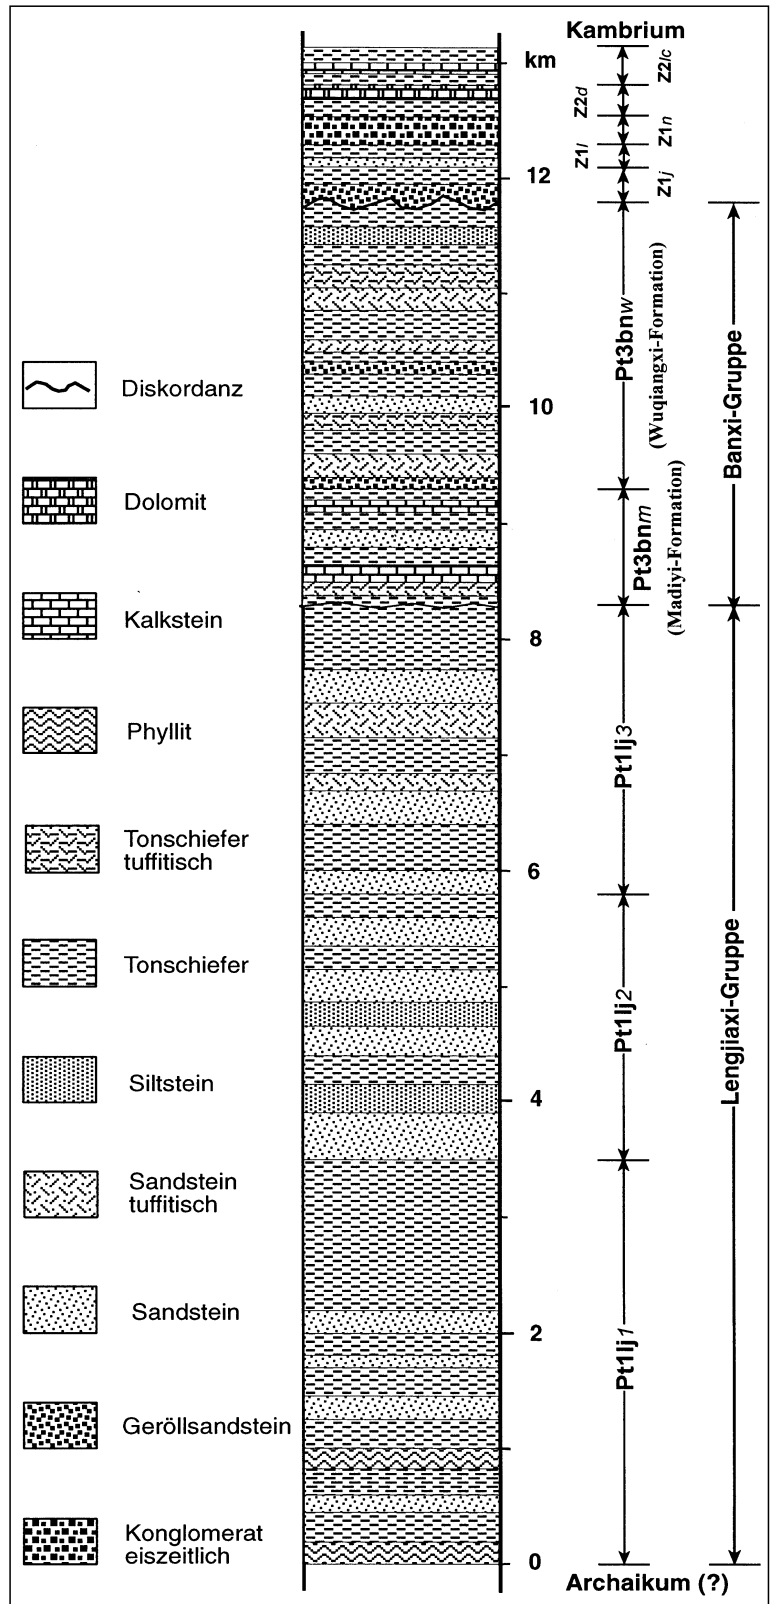 Kambrium
km
12
10
8
6
4
2
0
Z2lc
Z2d
Z1n
Z1l
Z1j
Pt3bnw
(Wuqiangxi-Formation)
Pt3bnm
(Madiyi-Formation)
Banxi-Gruppe
Pt1lj3
Pt1lj2
Pt1lj1
Lengjiaxi-Gruppe
Archaikum (?)
Diskordanz
Dolomit
Kalkstein
Phyllit
Tonschiefer
tuffitisch
Tonschiefer
Siltstein
Sandstein
tuffitisch
Sandstein
Geröllsandstein
Konglomerat
eiszeitlich